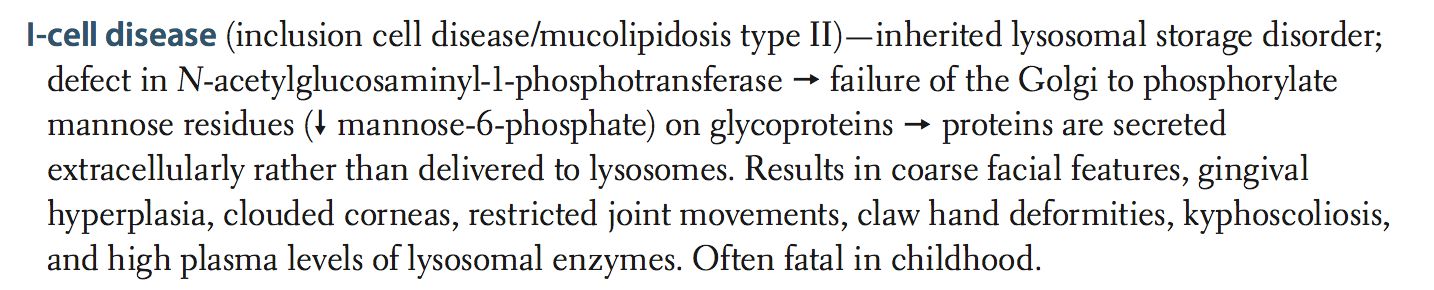 I-cell disease (inclusion cell disease/mucolipidosis type II)—inherited lysosomal storage disorder;
defect in N-acetylglucosaminyl-1-phosphotransferase → failure of the Golgi to phosphorylate
mannose residues (↓ mannose-6-phosphate) on glycoproteins → proteins are secreted
extracellularly rather than delivered to lysosomes. Results in coarse facial features, gingival
hyperplasia, clouded corneas, restricted joint movements, claw hand deformities, kyphoscoliosis,
and high plasma levels of lysosomal enzymes. Often fatal in childhood.